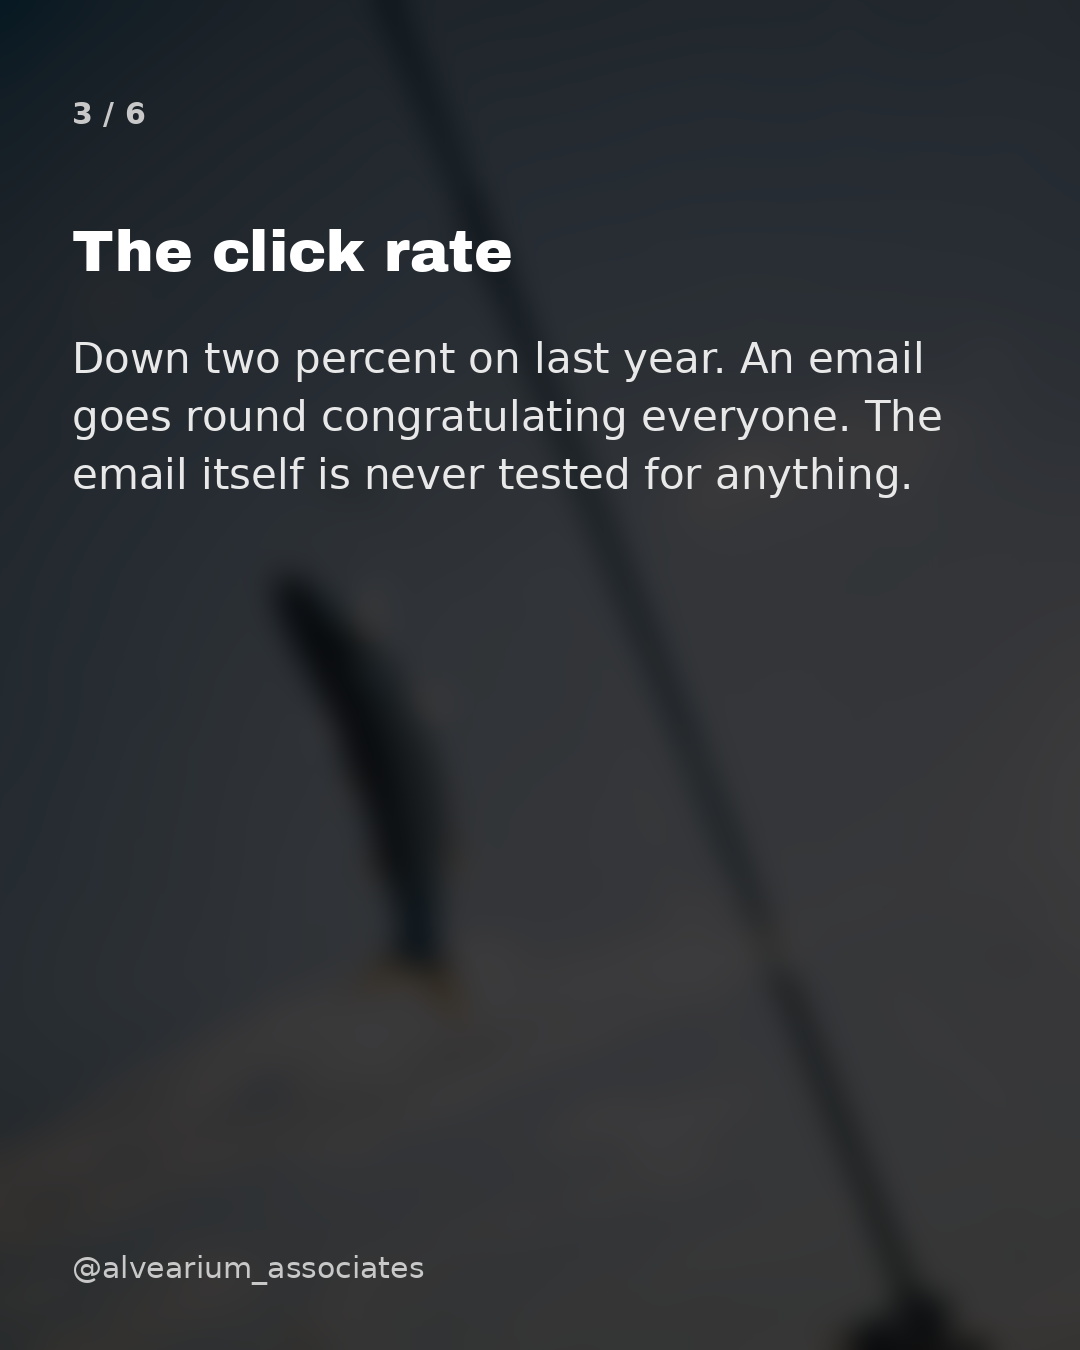 3 / 6
The click rate
Down two percent on last year. An email
goes round congratulating everyone. The
email itself is never tested for anything.
@alvearium_associates